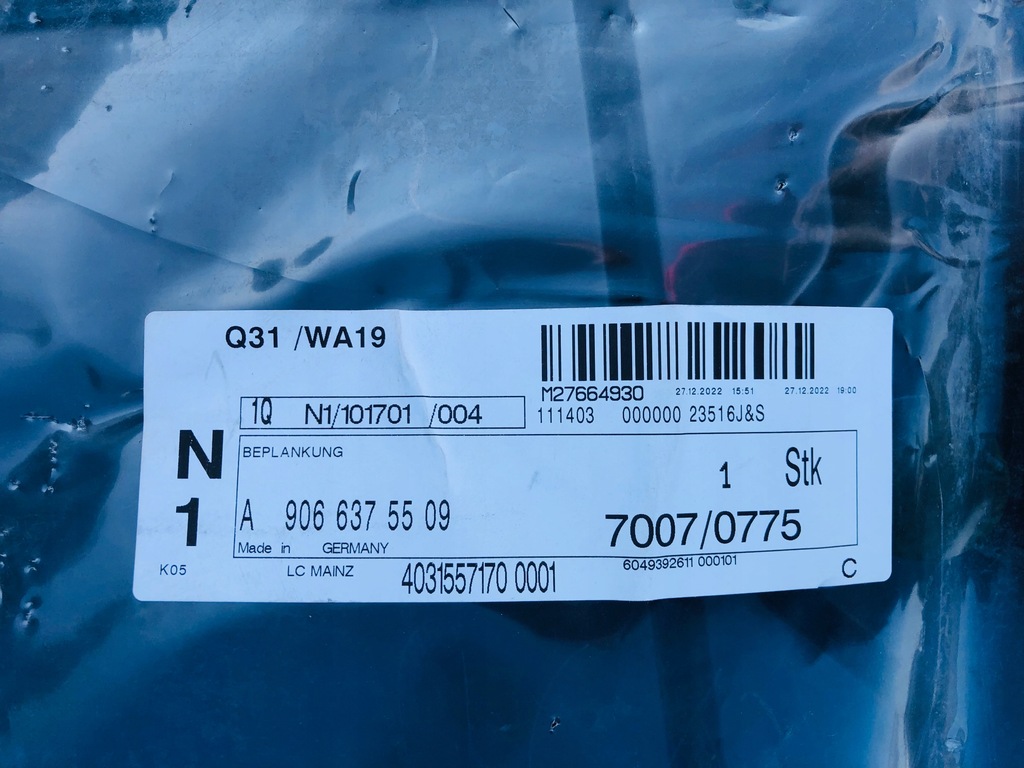 Q31 /WA19
M27664930 27.12.2022 15:51 27.12.2022 19:00
1Q N1/101701 /004
111403 000000 23516J&S
N
1
BEPLANKUNG
1 Stk
A 906 637 55 09
7007/0775
Made in GERMANY
K05
LC MAINZ
4031557170 0001
6049392611 000101
C